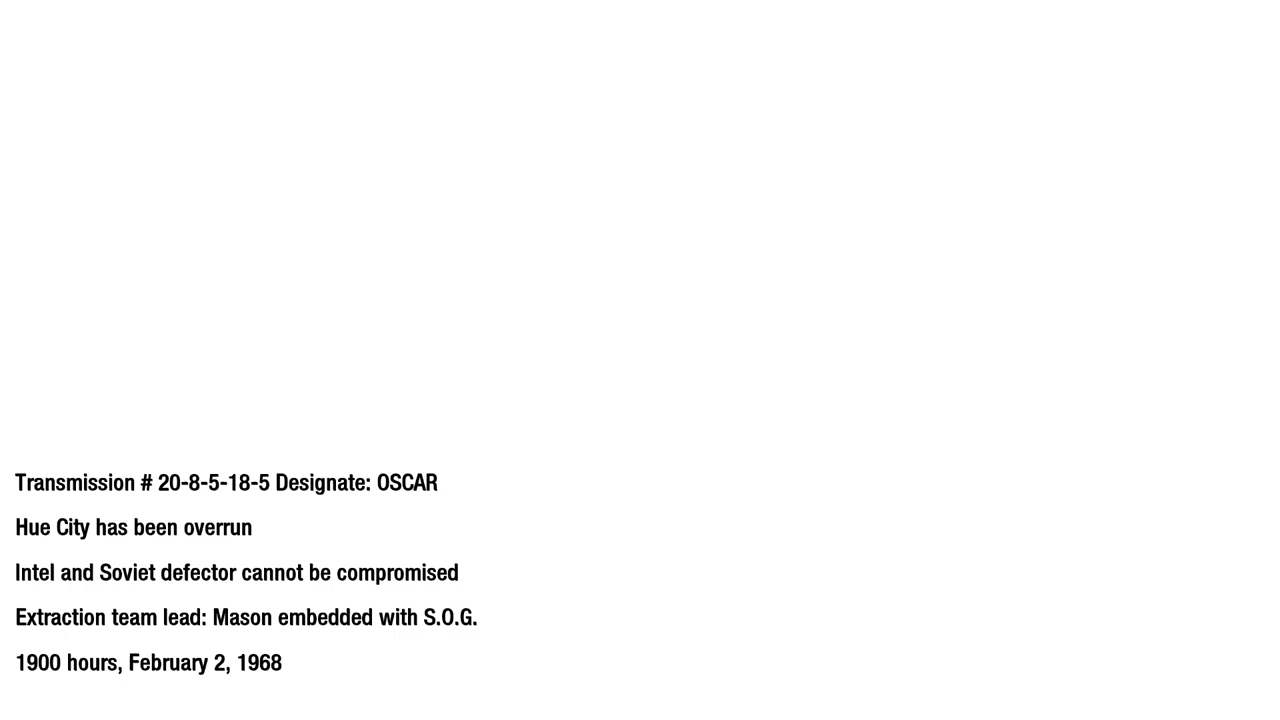 Transmission # 20-8-5-18-5 Designate: OSCAR
Hue City has been overrun
Intel and Soviet defector cannot be compromised
Extraction team lead: Mason embedded with S.O.G.
1900 hours, February 2, 1968